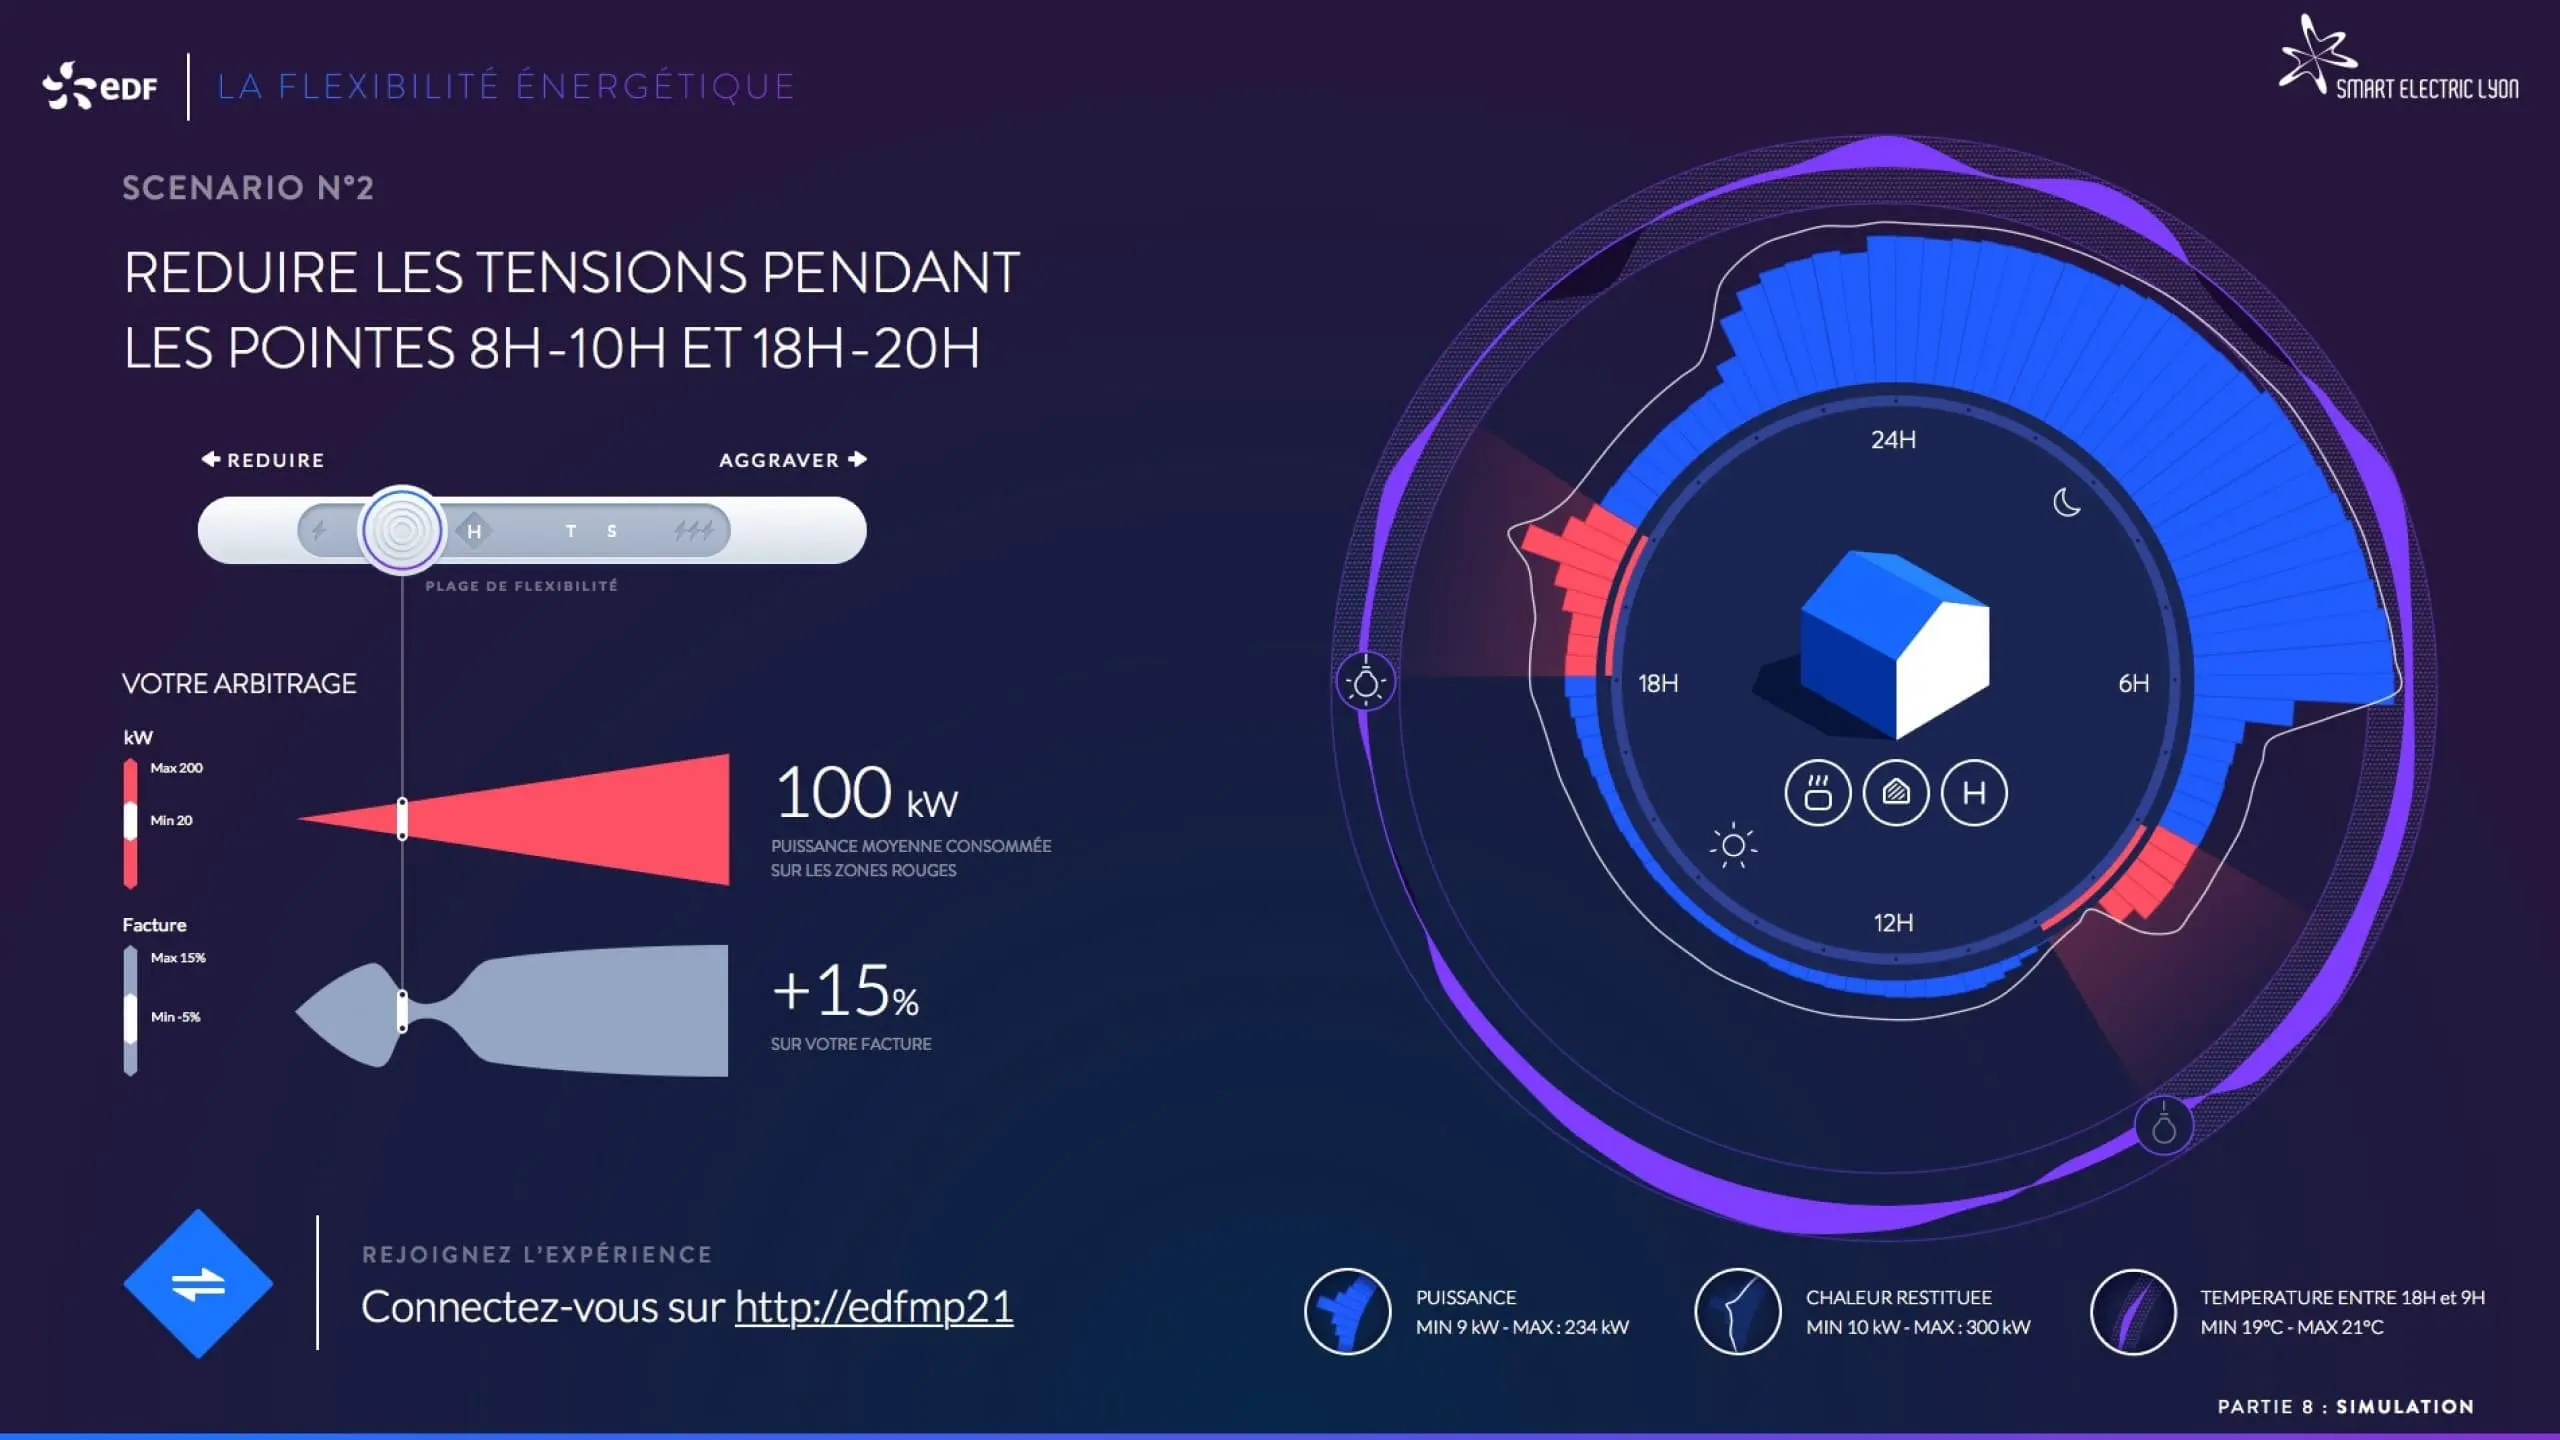 eDF
LA FLEXIBILITÉ ÉNERGÉTIQUE
SMART ELECTRIC LYON
SCENARIO N°2
REDUIRE LES TENSIONS PENDANT
LES POINTES 8H-10H ET 18H-20H
REDUIRE
AGGRAVER
H T S
PLAGE DE FLEXIBILITÉ
VOTRE ARBITRAGE
kW
Max 200
Min 20
100 kW
PUISSANCE MOYENNE CONSOMMÉE
SUR LES ZONES ROUGES
Facture
Max 15%
Min -5%
+15%
SUR VOTRE FACTURE
24H
18H
6H
H
12H
REJOIGNEZ L'EXPÉRIENCE
Connectez-vous sur http://edfmp21
PUISSANCE
MIN 9 kW - MAX : 234 kW
CHALEUR RESTITUEE
MIN 10 kW - MAX : 300 kW
TEMPERATURE ENTRE 18H et 9H
MIN 19°C - MAX 21°C
PARTIE 8 : SIMULATION